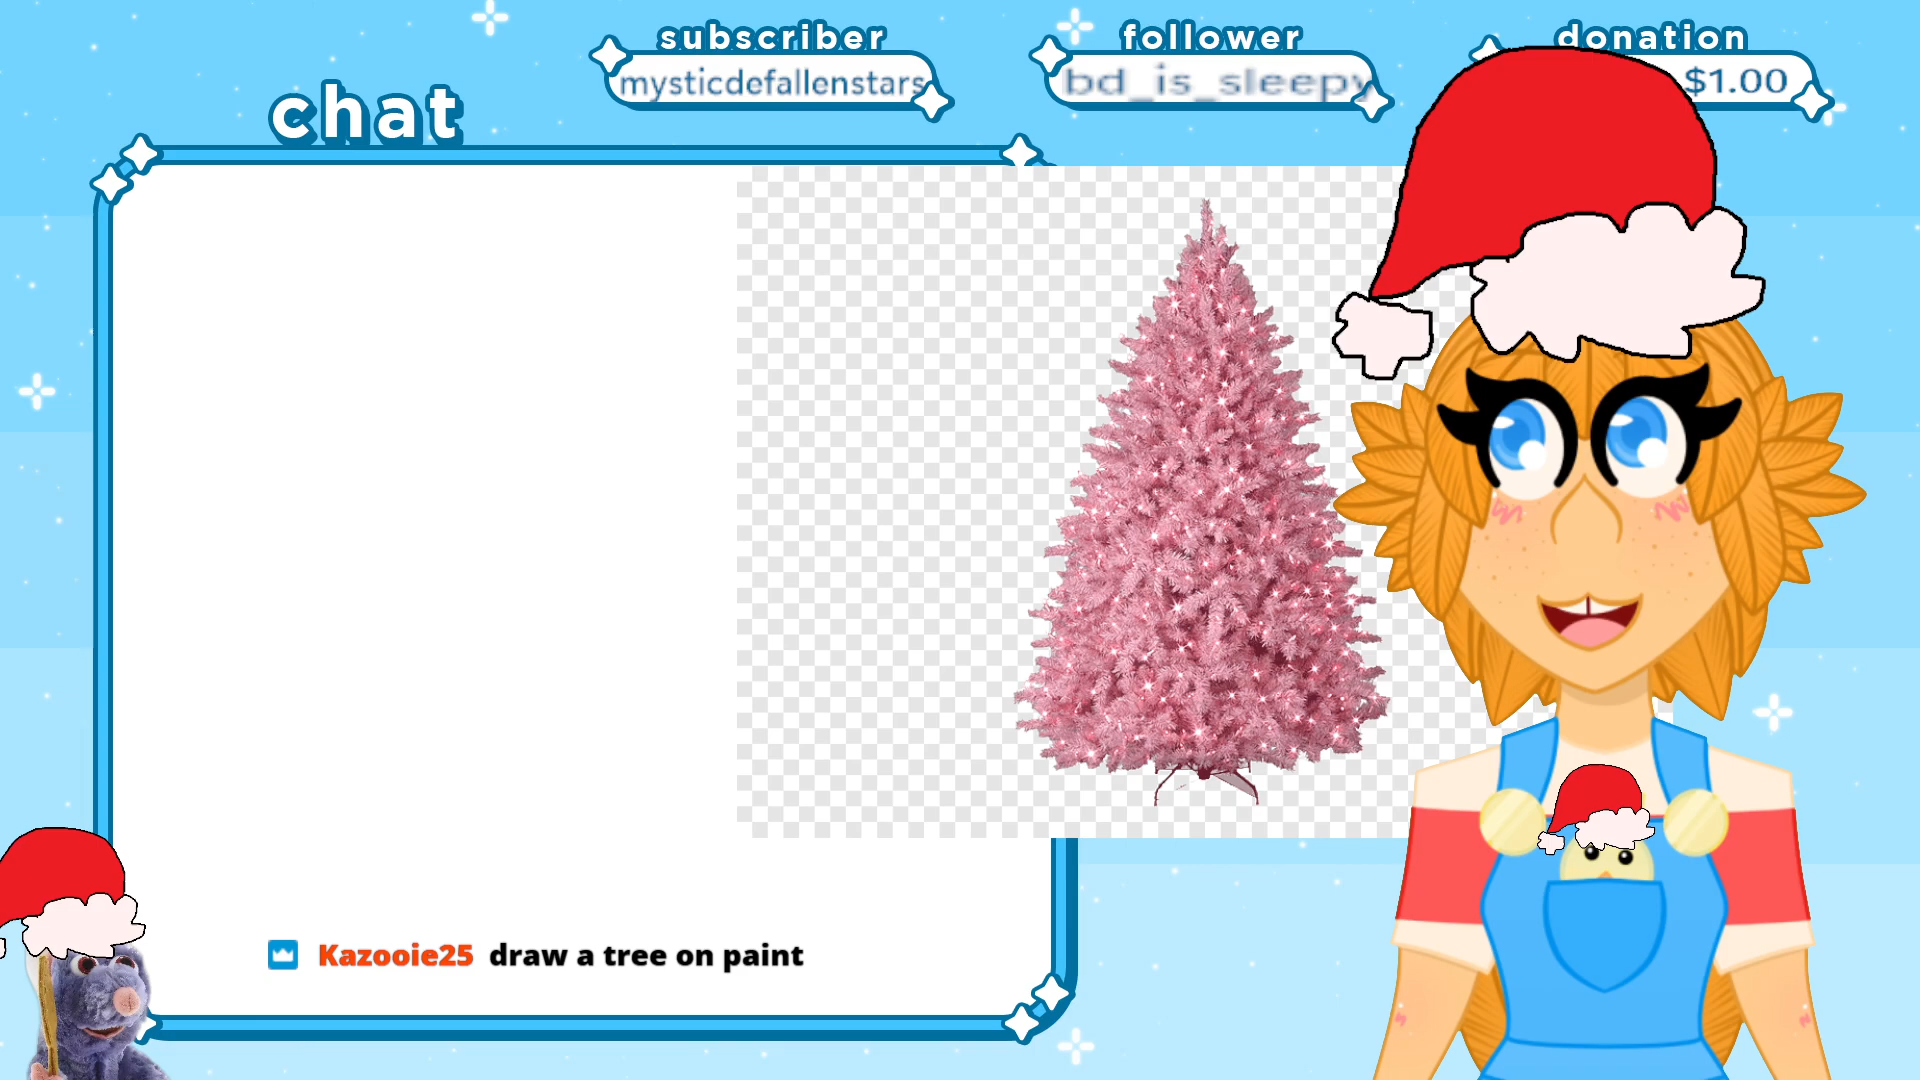 subscriber
mysticdefallenstars
follower
bd_is_sleepy
donation
$1.00
chat
Kazooie25 draw a tree on paint